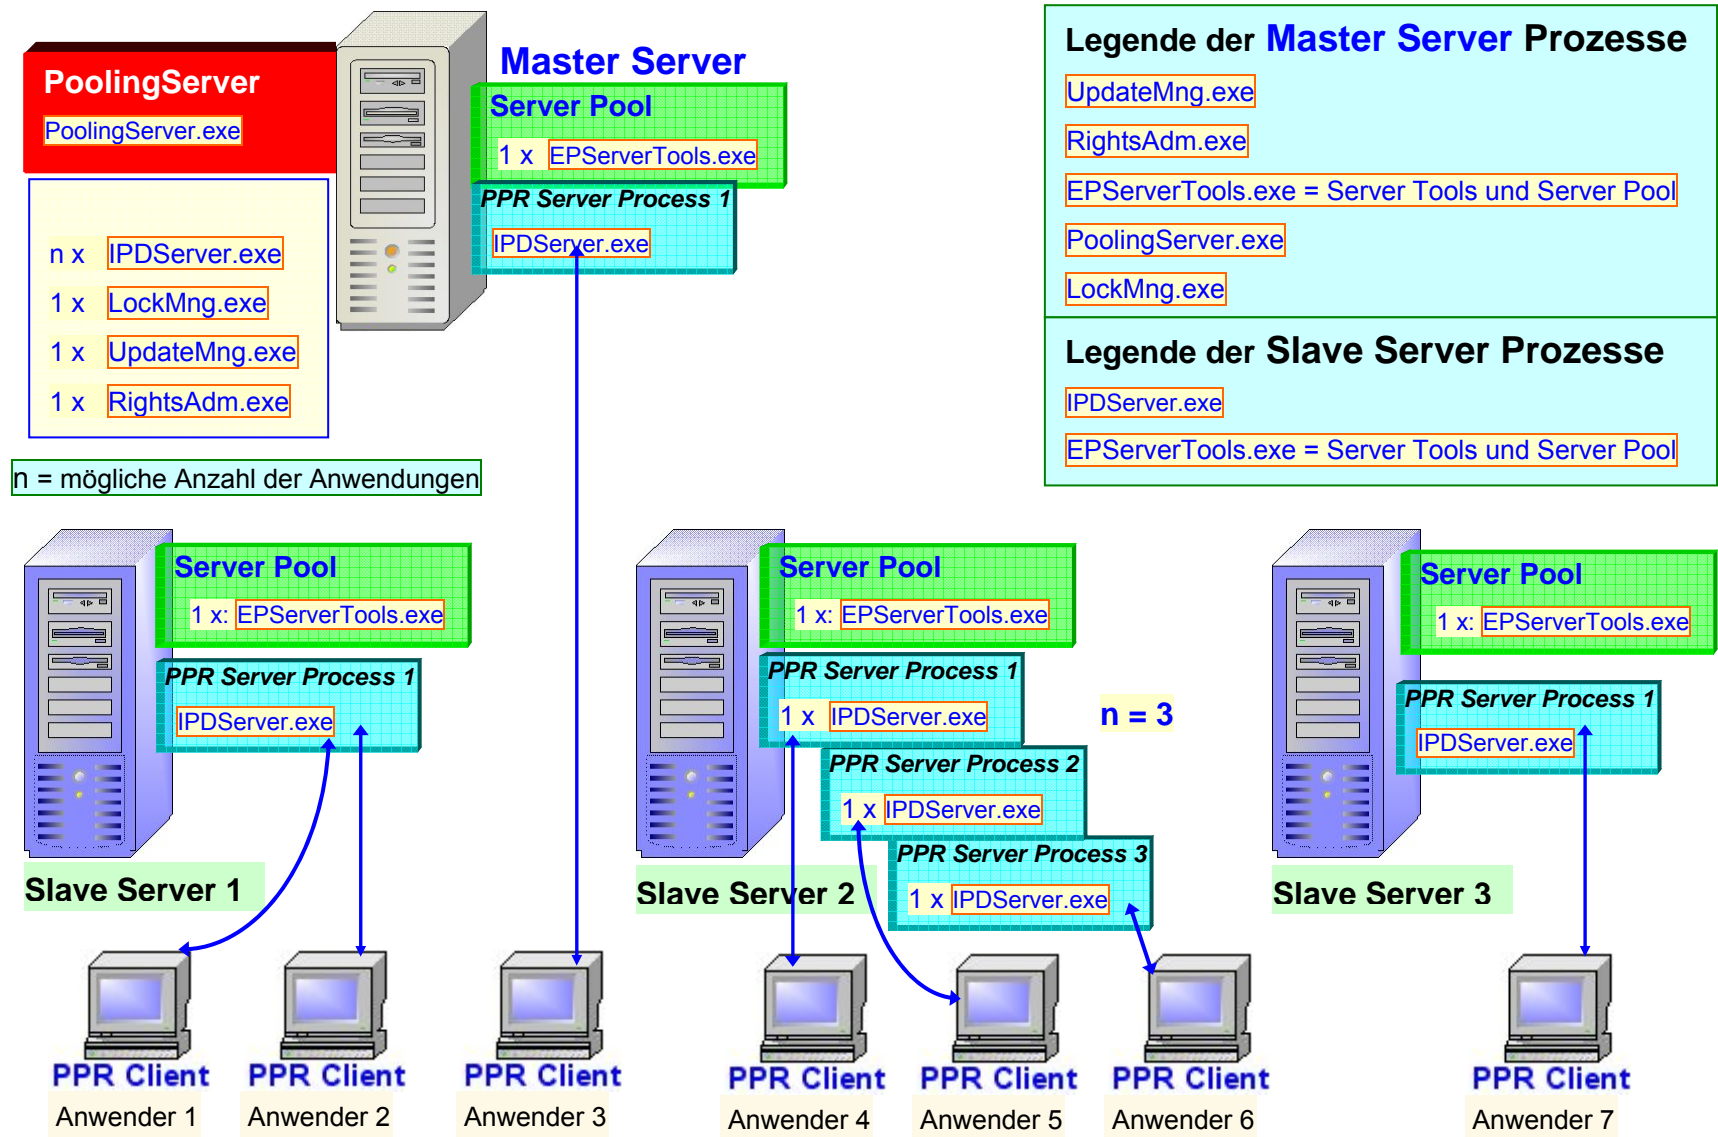 PoolingServer
PoolingServer.exe
n x IPDServer.exe
1 x LockMng.exe
1 x UpdateMng.exe
1 x RightsAdm.exe
n = mögliche Anzahl der Anwendungen
Master Server
Server Pool
1 x EPServerTools.exe
PPR Server Process 1
IPDServer.exe
Legende der Master Server Prozesse
UpdateMng.exe
RightsAdm.exe
EPServerTools.exe = Server Tools und Server Pool
PoolingServer.exe
LockMng.exe
Legende der Slave Server Prozesse
IPDServer.exe
EPServerTools.exe = Server Tools und Server Pool
Server Pool
1 x: EPServerTools.exe
PPR Server Process 1
IPDServer.exe
Slave Server 1
Server Pool
1 x: EPServerTools.exe
PPR Server Process 1
1 x IPDServer.exe
n = 3
PPR Server Process 2
1 x IPDServer.exe
PPR Server Process 3
1 x IPDServer.exe
Slave Server 2
Server Pool
1 x: EPServerTools.exe
PPR Server Process 1
IPDServer.exe
Slave Server 3
PPR Client
Anwender 1
PPR Client
Anwender 2
PPR Client
Anwender 3
PPR Client
Anwender 4
PPR Client
Anwender 5
PPR Client
Anwender 6
PPR Client
Anwender 7